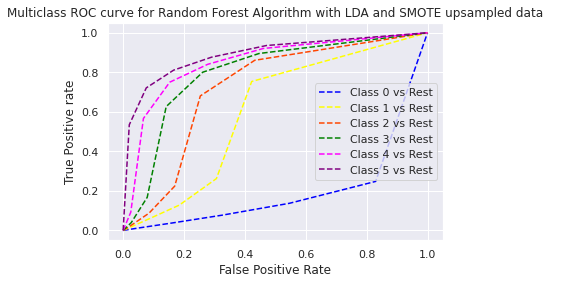 Multiclass ROC curve for Random Forest Algorithm with LDA and SMOTE upsampled data
True Positive rate
1.0
0.8
0.6
0.4
0.2
0.0
Class 0 vs Rest
Class 1 vs Rest
Class 2 vs Rest
Class 3 vs Rest
Class 4 vs Rest
Class 5 vs Rest
0.0 0.2 0.4 0.6 0.8 1.0
False Positive Rate